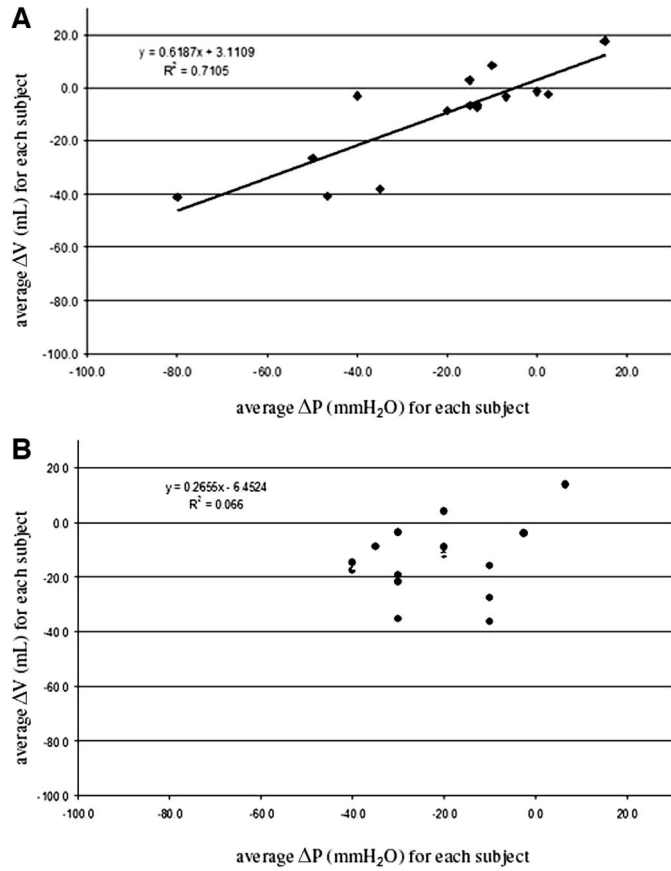 A
y = 0.6187x + 3.1109
R² = 0.7105
20.0
0.0
-20.0
-40.0
-60.0
-80.0
-100.0
-100.0 -80.0 -60.0 -40.0 -20.0 0.0 20.0
average ΔV (mL) for each subject
average ΔP (mmH₂O) for each subject
B
y = 0.2655x - 6.4524
R² = 0.066
20.0
0.0
-20.0
-40.0
-60.0
-80.0
-100.0
-100.0 -80.0 -60.0 -40.0 -20.0 0.0 20.0
average ΔV (mL) for each subject
average ΔP (mmH₂O) for each subject